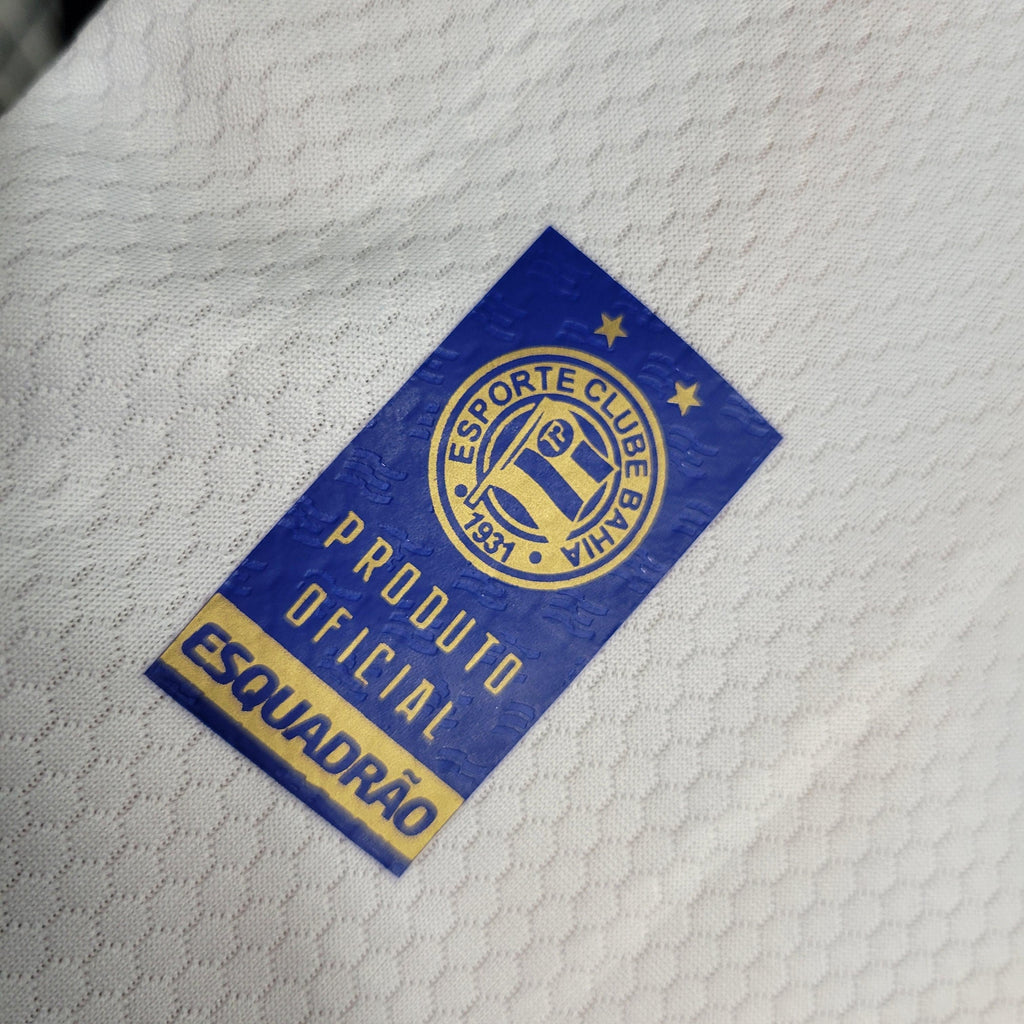 ESPORTE CLUBE BAHIA
1931
PRODUTO
OFICIAL
ESQUADRÃO